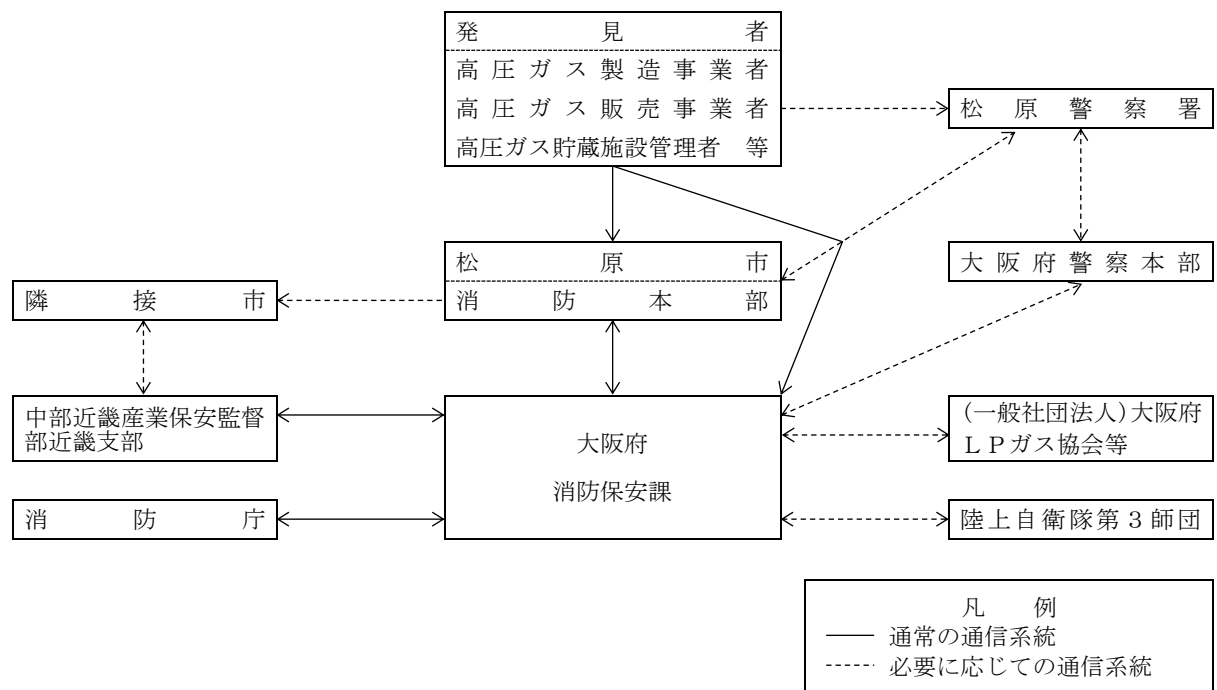 発見者
高圧ガス製造事業者
高圧ガス販売事業者
高圧ガス貯蔵施設管理者 等
松原警察署
松原市
消防本部
大阪府警察本部
隣接市
中部近畿産業保安監督
部近畿支部
大阪府
消防保安課
(一般社団法人)大阪府
LPガス協会等
消防庁
陸上自衛隊第3師団
凡例
通常の通信系統
必要に応じての通信系統